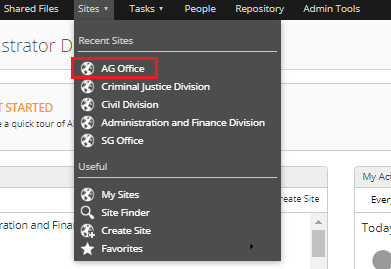 Shared Files Sites Tasks People Repository Admin Tools
Recent Sites
AG Office
Criminal Justice Division
Civil Division
Administration and Finance Division
SG Office
Useful
My Sites
Site Finder
Create Site
Favorites
strator D
T STARTED
e a quick tour of A
eate Site
ration and Finan
My Act
Every
Today